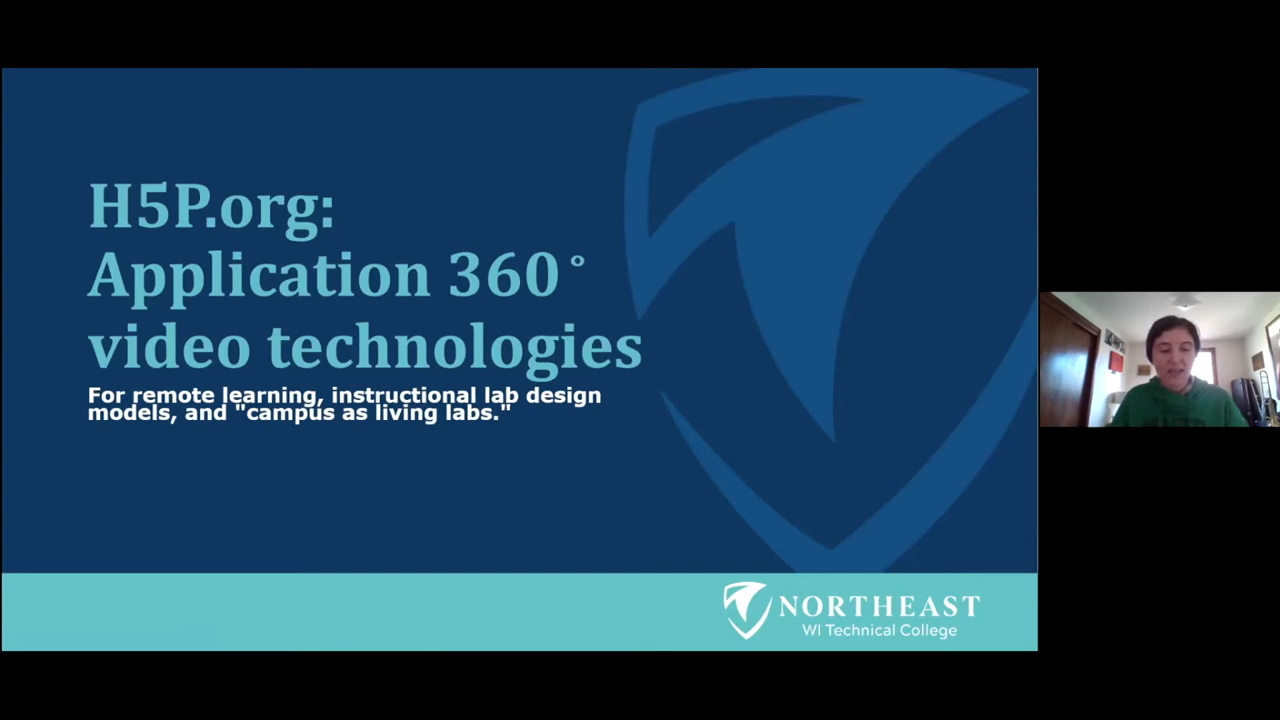 H5P.org:
Application 360°
video technologies
For remote learning, instructional lab design
models, and "campus as living labs."
NORTHEAST
WI Technical College